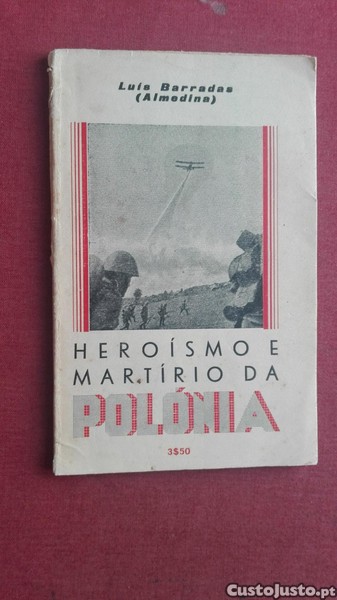 Luís Barradas
(Almedina)
HEROÍSMO E
MARTÍRIO DA
POLÓNIA
3$50
CustoJusto.pt